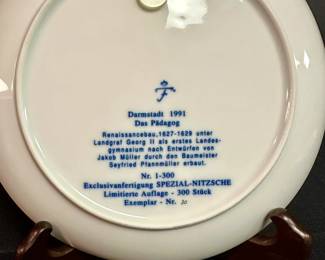 F
Darmstadt 1991
Das Pädagog
Renaissancebau, 1627-1629 unter
Landgraf Georg II als erstes Landes-
gymnasium nach Entwürfen von
Jakob Müller durch den Baumeister
Seyfried Pfannmüller erbaut.
Nr. 1-300
Exclusivanfertigung SPEZIAL-NITZSCHE
Limitierte Auflage - 300 Stück
Exemplar - Nr.